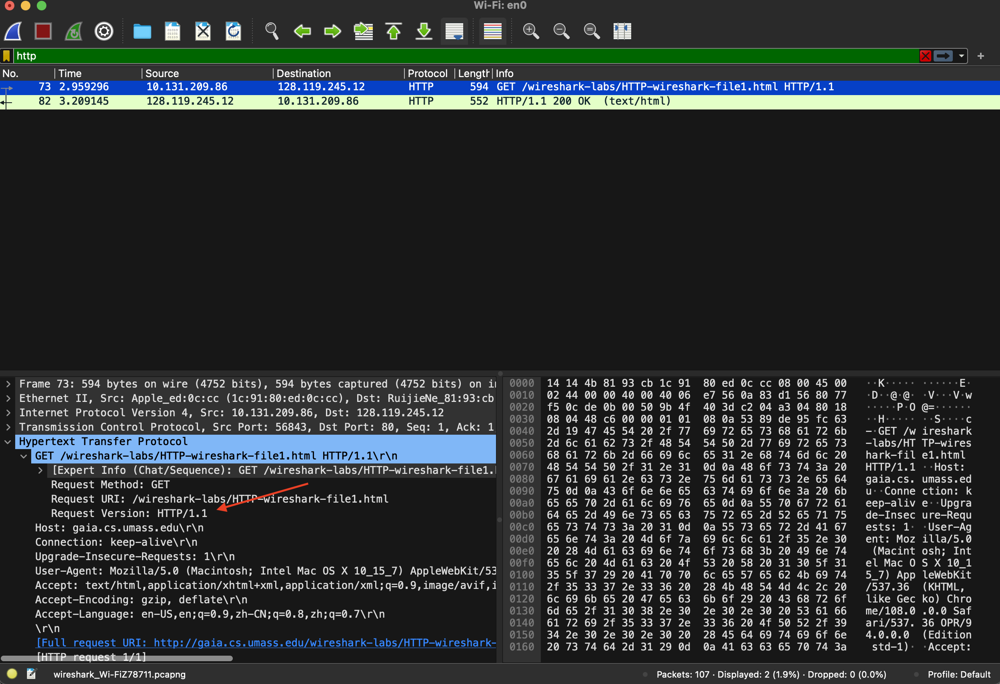 Wi-Fi: en0
http
No. Time Source Destination Protocol Length Info
73 2.959296 10.131.209.86 128.119.245.12 HTTP 594 GET /wireshark-labs/HTTP-wireshark-file1.html HTTP/1.1
82 3.209145 128.119.245.12 10.131.209.86 HTTP 552 HTTP/1.1 200 OK (text/html)
Frame 73: 594 bytes on wire (4752 bits), 594 bytes captured (4752 bits) on in
Ethernet II, Src: Apple_ed:0c:cc (1c:91:80:ed:0c:cc), Dst: RuijieNe_81:93:cb
Internet Protocol Version 4, Src: 10.131.209.86, Dst: 128.119.245.12
Transmission Control Protocol, Src Port: 56843, Dst Port: 80, Seq: 1, Ack: 1,
Hypertext Transfer Protocol
GET /wireshark-labs/HTTP-wireshark-file1.html HTTP/1.1\r\n
[Expert Info (Chat/Sequence): GET /wireshark-labs/HTTP-wireshark-file1.h
Request Method: GET
Request URI: /wireshark-labs/HTTP-wireshark-file1.html
Request Version: HTTP/1.1
Host: gaia.cs.umass.edu\r\n
Connection: keep-alive\r\n
Upgrade-Insecure-Requests: 1\r\n
User-Agent: Mozilla/5.0 (Macintosh; Intel Mac OS X 10_15_7) AppleWebKit/53
Accept: text/html,application/xhtml+xml,application/xml;q=0.9,image/avif,i
Accept-Encoding: gzip, deflate\r\n
Accept-Language: en-US,en;q=0.9,zh-CN;q=0.8,zh;q=0.7\r\n
\r\n
[Full request URI: http://gaia.cs.umass.edu/wireshark-labs/HTTP-wireshark-
[HTTP request 1/1]
0000 14 14 4b 81 93 cb 1c 91 80 ed 0c cc 08 00 45 00 ··K····· ······E·
0010 02 44 00 00 40 00 40 06 e7 56 0a 83 d1 56 80 77 ·D··@·@· ·V···V·w
0020 f5 0c de 0b 00 50 9b 4f 40 3d c2 04 a3 04 80 18 ·····P·O @=······
0030 08 04 48 c6 00 00 01 01 08 0a 53 89 de 95 fc 63 ··H····· ··S····c
0040 2d 19 47 45 54 20 2f 77 69 72 65 73 68 61 72 6b -·GET /w ireshark
0050 2d 6c 61 62 73 2f 48 54 54 50 2d 77 69 72 65 73 -labs/HT TP-wires
0060 68 61 72 6b 2d 66 69 6c 65 31 2e 68 74 6d 6c 20 hark-fil e1.html
0070 48 54 54 50 2f 31 2e 31 0d 0a 48 6f 73 74 3a 20 HTTP/1.1 ··Host:
0080 67 61 69 61 2e 63 73 2e 75 6d 61 73 73 2e 65 64 gaia.cs. umass.ed
0090 75 0d 0a 43 6f 6e 6e 65 63 74 69 6f 6e 3a 20 6b u··Conne ction: k
00a0 65 65 70 2d 61 6c 69 76 65 0d 0a 55 70 67 72 61 eep-aliv e··Upgra
00b0 64 65 2d 49 6e 73 65 63 75 72 65 2d 52 65 71 75 de-Insec ure-Requ
00c0 65 73 74 73 3a 20 31 0d 0a 55 73 65 72 2d 41 67 ests: 1· ·User-Ag
00d0 65 6e 74 3a 20 4d 6f 7a 69 6c 6c 61 2f 35 2e 30 ent: Moz illa/5.0
00e0 20 28 4d 61 63 69 6e 74 6f 73 68 3b 20 49 6e 74 (Macint osh; Int
00f0 65 6c 20 4d 61 63 20 4f 53 20 58 20 31 30 5f 31 el Mac O S X 10_1
0100 35 5f 37 29 20 41 70 70 6c 65 57 65 62 4b 69 74 5_7) App leWebKit
0110 2f 35 33 37 2e 33 36 20 28 4b 48 54 4d 4c 2c 20 /537.36 (KHTML,
0120 6c 69 6b 65 20 47 65 63 6b 6f 29 20 43 68 72 6f like Gec ko) Chro
0130 6d 65 2f 31 30 38 2e 30 2e 30 2e 30 20 53 61 66 me/108.0 .0.0 Saf
0140 61 72 69 2f 35 33 37 2e 33 36 20 4f 50 52 2f 39 ari/537. 36 OPR/9
0150 34 2e 30 2e 30 2e 30 20 28 45 64 69 74 69 6f 6e 4.0.0.0 (Edition
0160 20 73 74 64 2d 31 29 0d 0a 41 63 63 65 70 74 3a std-1)· ·Accept:
wireshark_Wi-FiZ78711.pcapng
Packets: 107 · Displayed: 2 (1.9%) · Dropped: 0 (0.0%)
Profile: Default